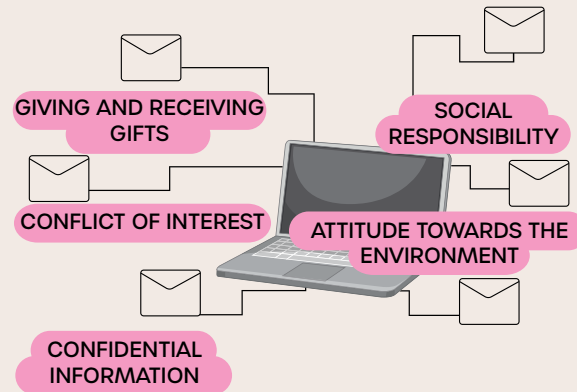 GIVING AND RECEIVING
GIFTS
SOCIAL
RESPONSIBILITY
CONFLICT OF INTEREST
ATTITUDE TOWARDS THE
ENVIRONMENT
CONFIDENTIAL
INFORMATION